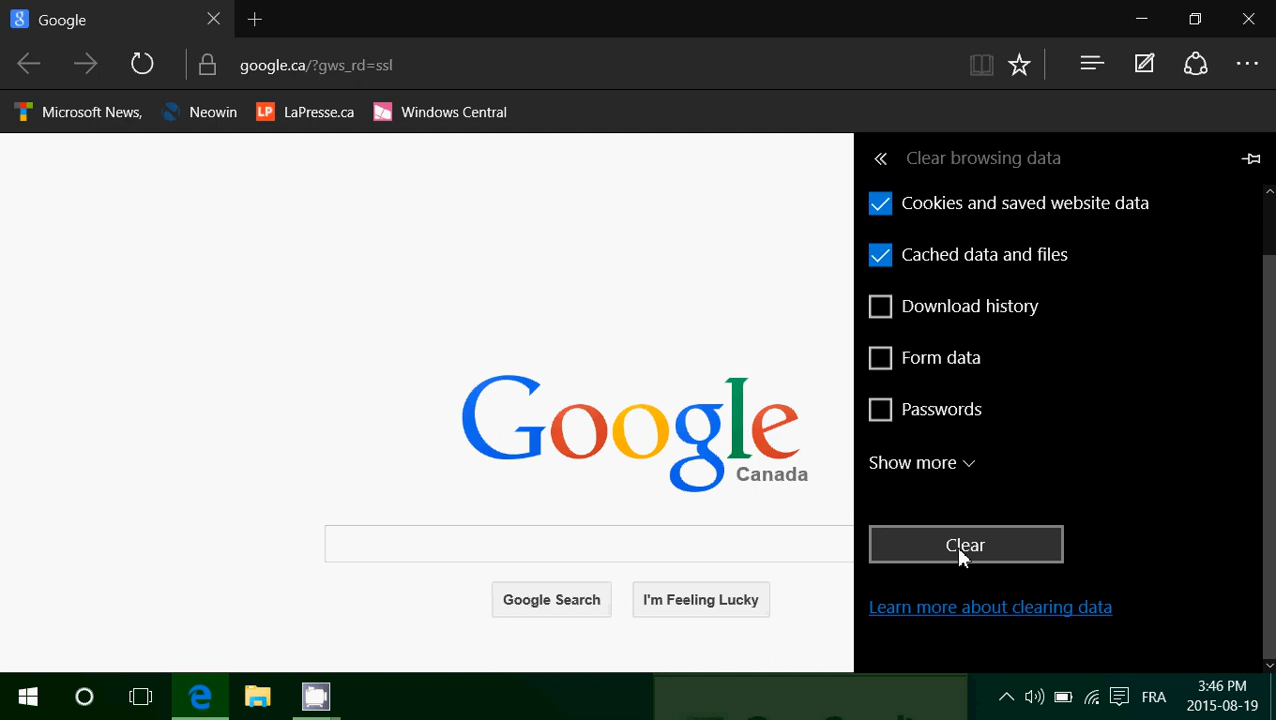 Google
google.ca/?gws_rd=ssl
Microsoft News, Neowin LP LaPresse.ca Windows Central
Clear browsing data
Cookies and saved website data
Cached data and files
Download history
Form data
Passwords
Show more
Clear
Learn more about clearing data
Google
Canada
Google Search I'm Feeling Lucky
FRA
3:46 PM
2015-08-19